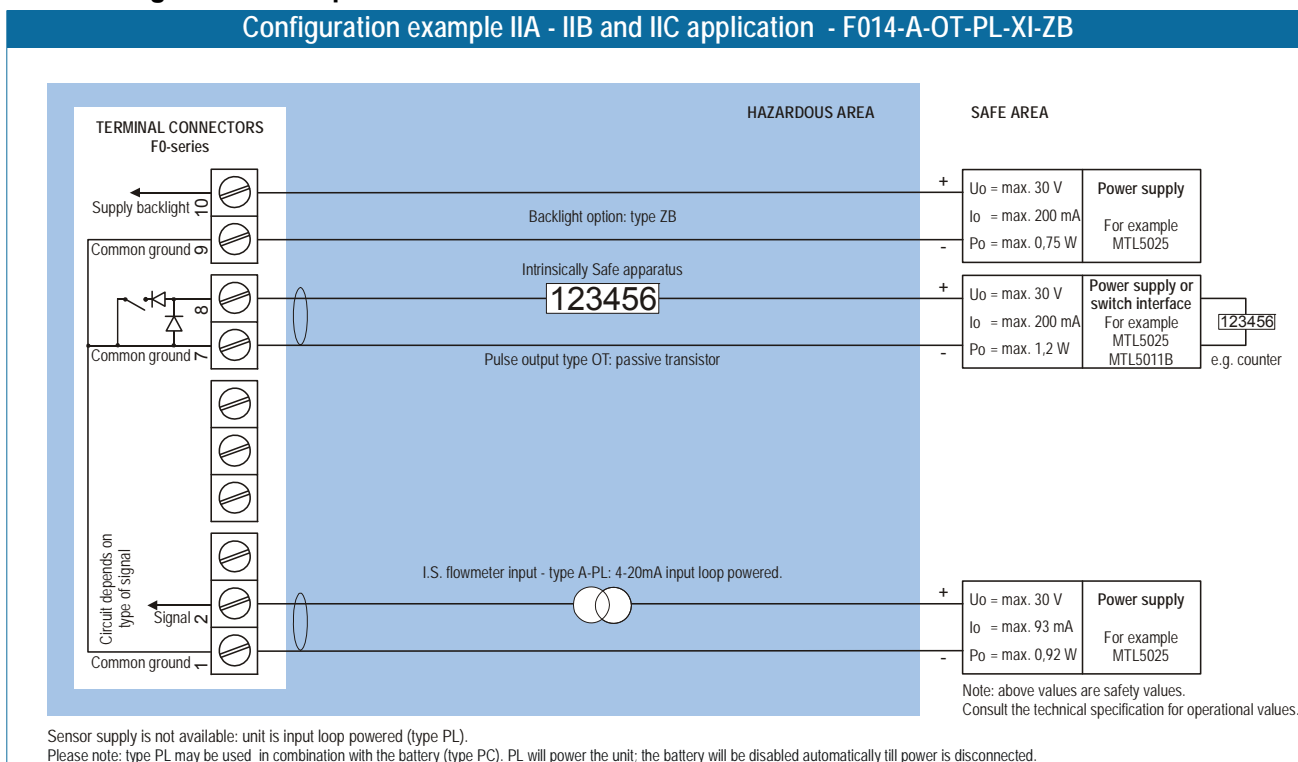 Configuration example IIA - IIB and IIC application - F014-A-OT-PL-XI-ZB
HAZARDOUS AREA
SAFE AREA
TERMINAL CONNECTORS
F0-series
Supply backlight
10
Backlight option: type ZB
+
Uo = max. 30 V
Io = max. 200 mA
Po = max. 0,75 W
Power supply
For example
MTL5025
Common ground
9
-
Intrinsically Safe apparatus
8
123456
+
Uo = max. 30 V
Io = max. 200 mA
Po = max. 1,2 W
Power supply or
switch interface
For example
MTL5025
MTL5011B
123456
e.g. counter
Common ground
7
Pulse output type OT: passive transistor
-
Circuit depends on
type of signal
I.S. flowmeter input - type A-PL: 4-20mA input loop powered.
Signal
2
+
Uo = max. 30 V
Io = max. 93 mA
Po = max. 0,92 W
Power supply
For example
MTL5025
Common ground
1
-
Note: above values are safety values.
Consult the technical specification for operational values.
Sensor supply is not available: unit is input loop powered (type PL).
Please note: type PL may be used in combination with the battery (type PC). PL will power the unit; the battery will be disabled automatically till power is disconnected.